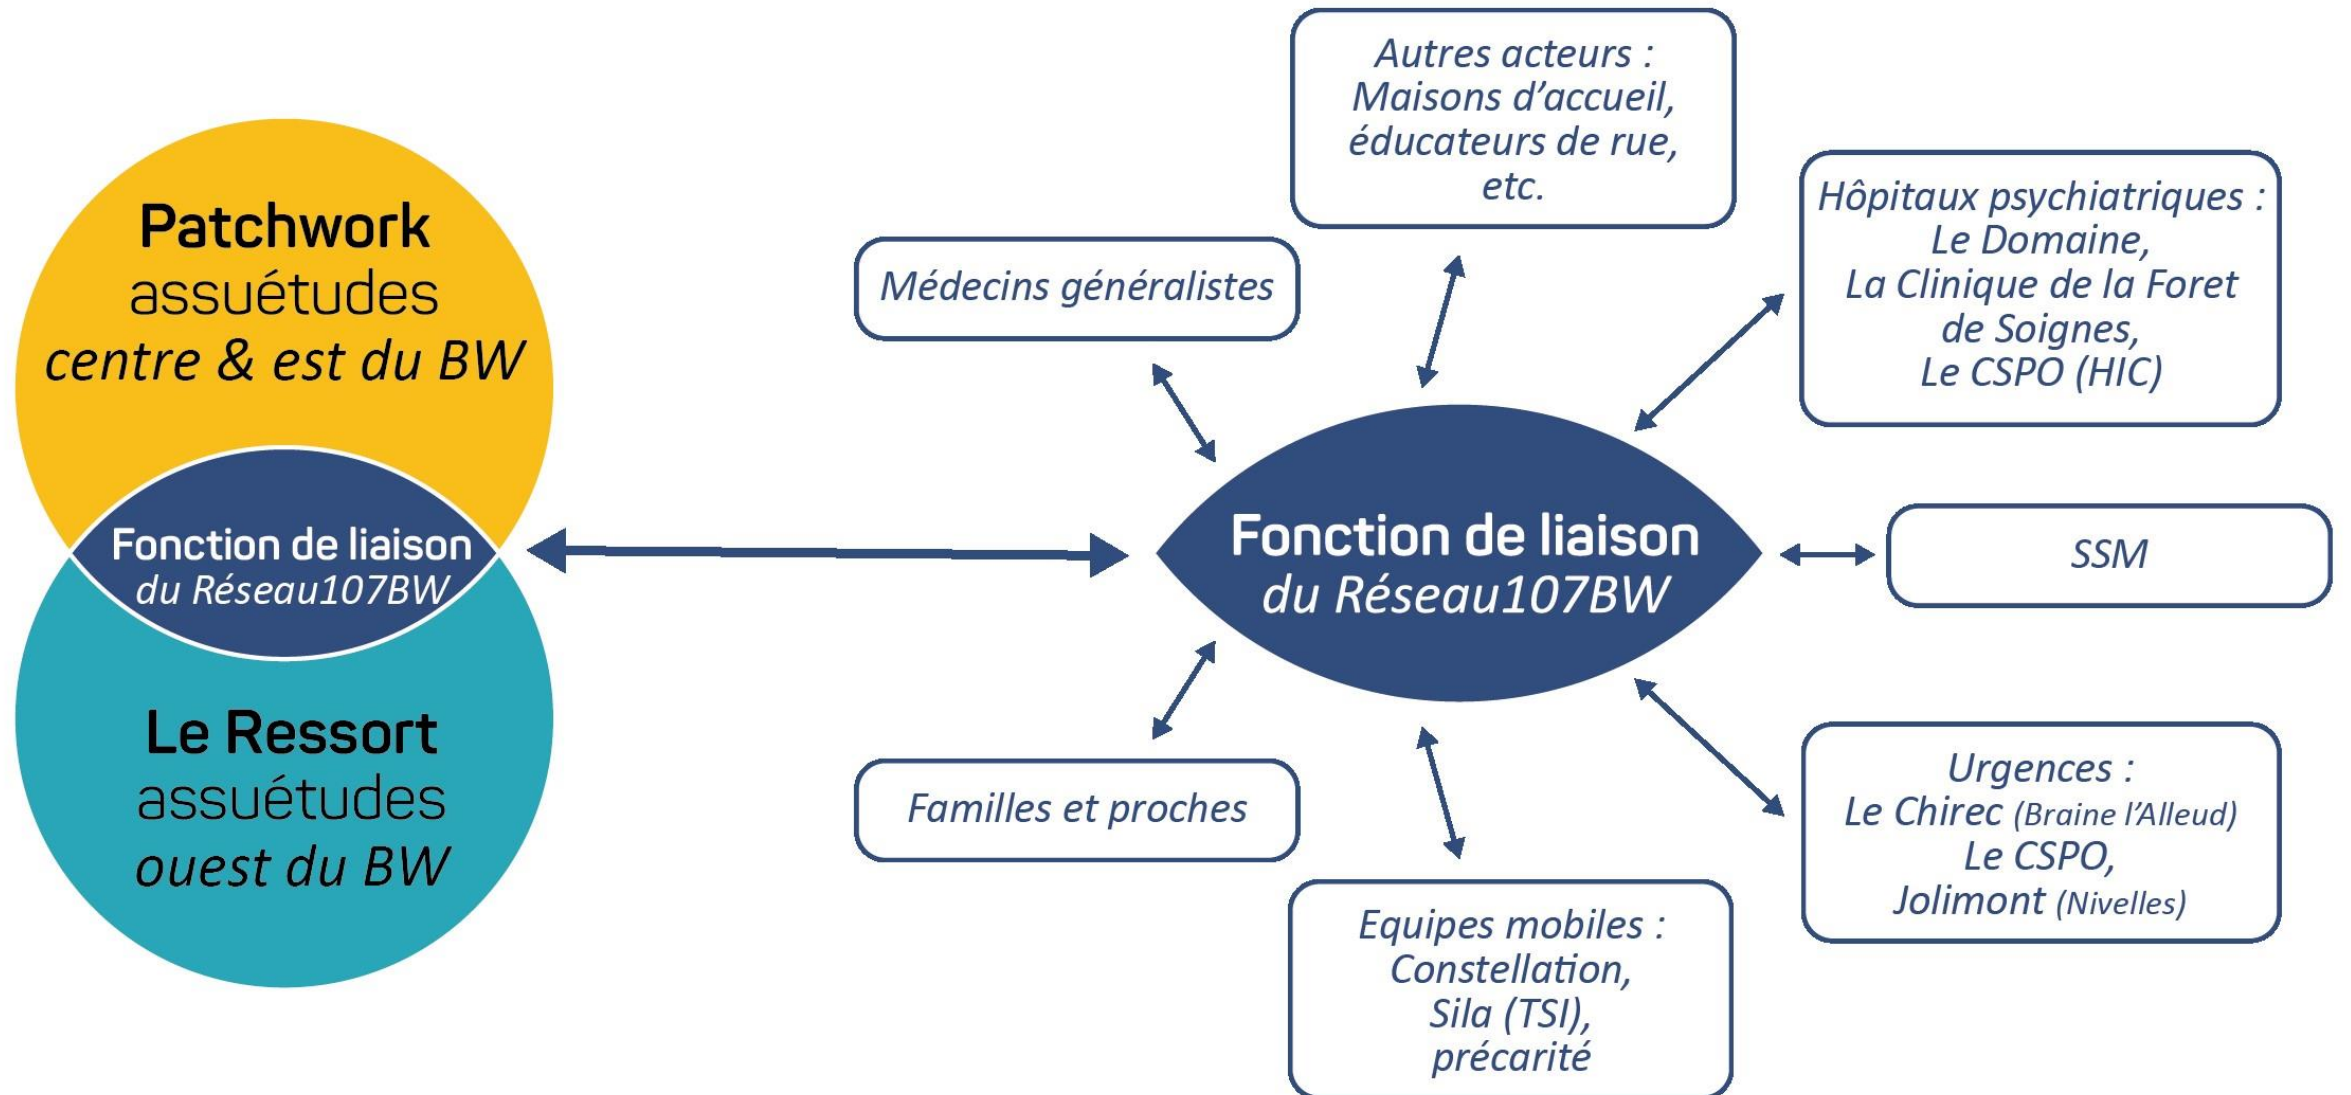 Patchwork
assuétudes
centre & est du BW
Fonction de liaison
du Réseau107BW
Le Ressort
assuétudes
ouest du BW
Autres acteurs :
Maisons d’accueil,
éducateurs de rue,
etc.
Médecins généralistes
Hôpitaux psychiatriques :
Le Domaine,
La Clinique de la Foret
de Soignes,
Le CSPO (HIC)
Fonction de liaison
du Réseau107BW
SSM
Familles et proches
Urgences :
Le Chirec (Braine l’Alleud)
Le CSPO,
Jolimont (Nivelles)
Equipes mobiles :
Constellation,
Sila (TSI),
précarité